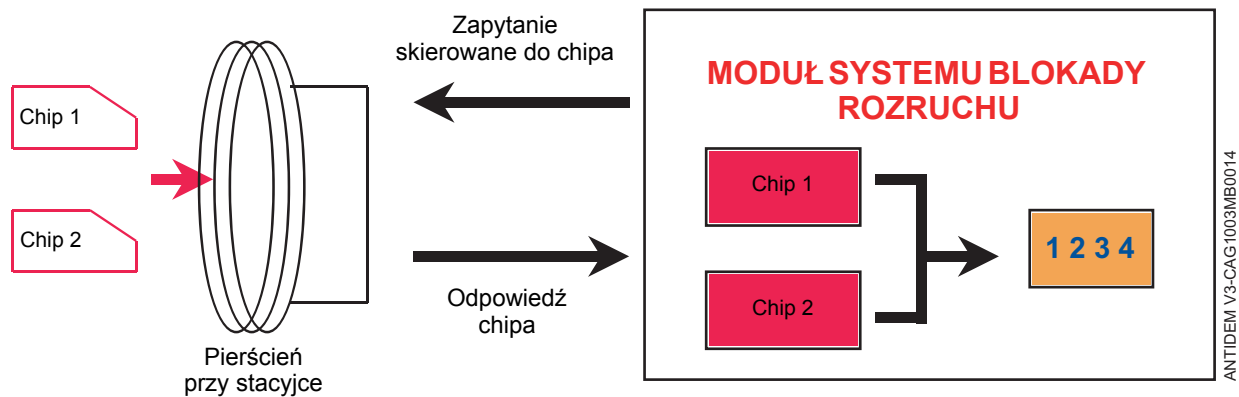 Chip 1
Chip 2
Pierścień
przy stacyjce
Zapytanie
skierowane do chipa
Odpowiedź
chipa
MODUŁ SYSTEMU BLOKADY
ROZRUCHU
Chip 1
Chip 2
1 2 3 4
ANTIDEM V3-CAG1003MB0014